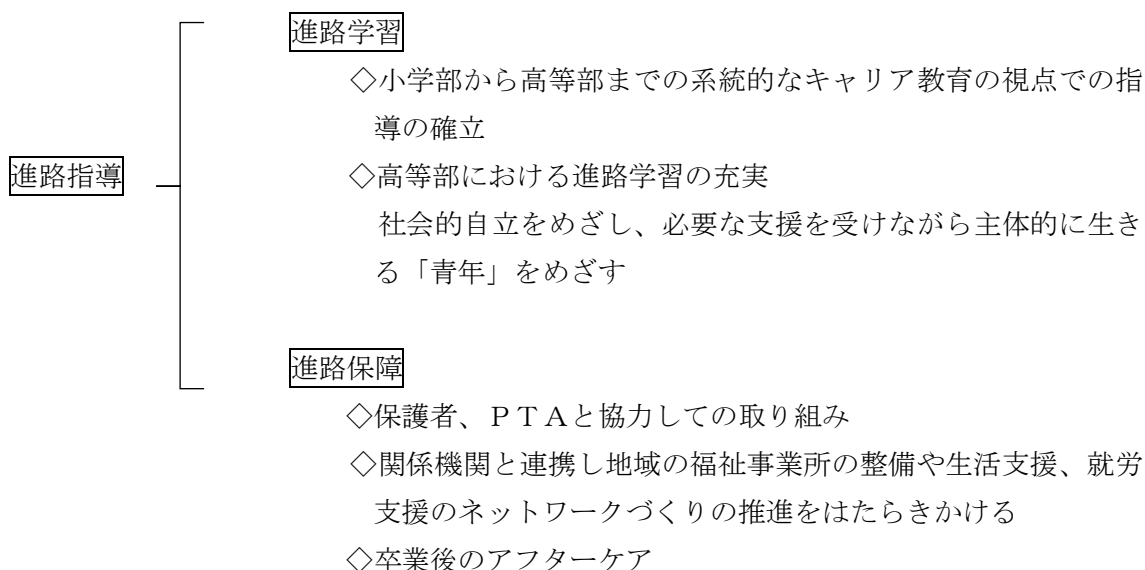 進路学習
◇小学部から高等部までの系統的なキャリア教育の視点での指
導の確立
進路指導
◇高等部における進路学習の充実
社会的自立をめざし、必要な支援を受けながら主体的に生き
る「青年」をめざす
進路保障
◇保護者、ＰＴＡと協力しての取り組み
◇関係機関と連携し地域の福祉事業所の整備や生活支援、就労
支援のネットワークづくりの推進をはたらきかける
◇卒業後のアフターケア